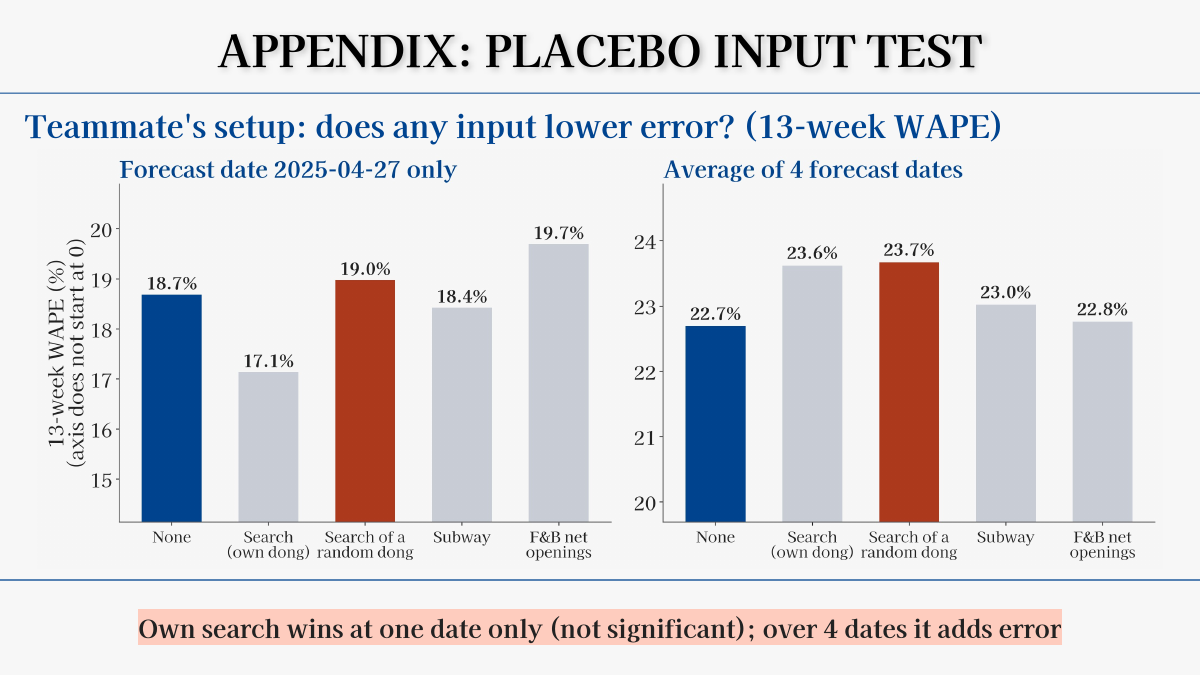 APPENDIX: PLACEBO INPUT TEST
Teammate's setup: does any input lower error? (13-week WAPE)
Forecast date 2025-04-27 only
13-week WAPE (%)
(axis does not start at 0)
20
19
18
17
16
15
18.7%
17.1%
19.0%
18.4%
19.7%
None
Search
(own dong)
Search of a
random dong
Subway
F&B net
openings
Average of 4 forecast dates
24
23
22
21
20
22.7%
23.6%
23.7%
23.0%
22.8%
None
Search
(own dong)
Search of a
random dong
Subway
F&B net
openings
Own search wins at one date only (not significant); over 4 dates it adds error